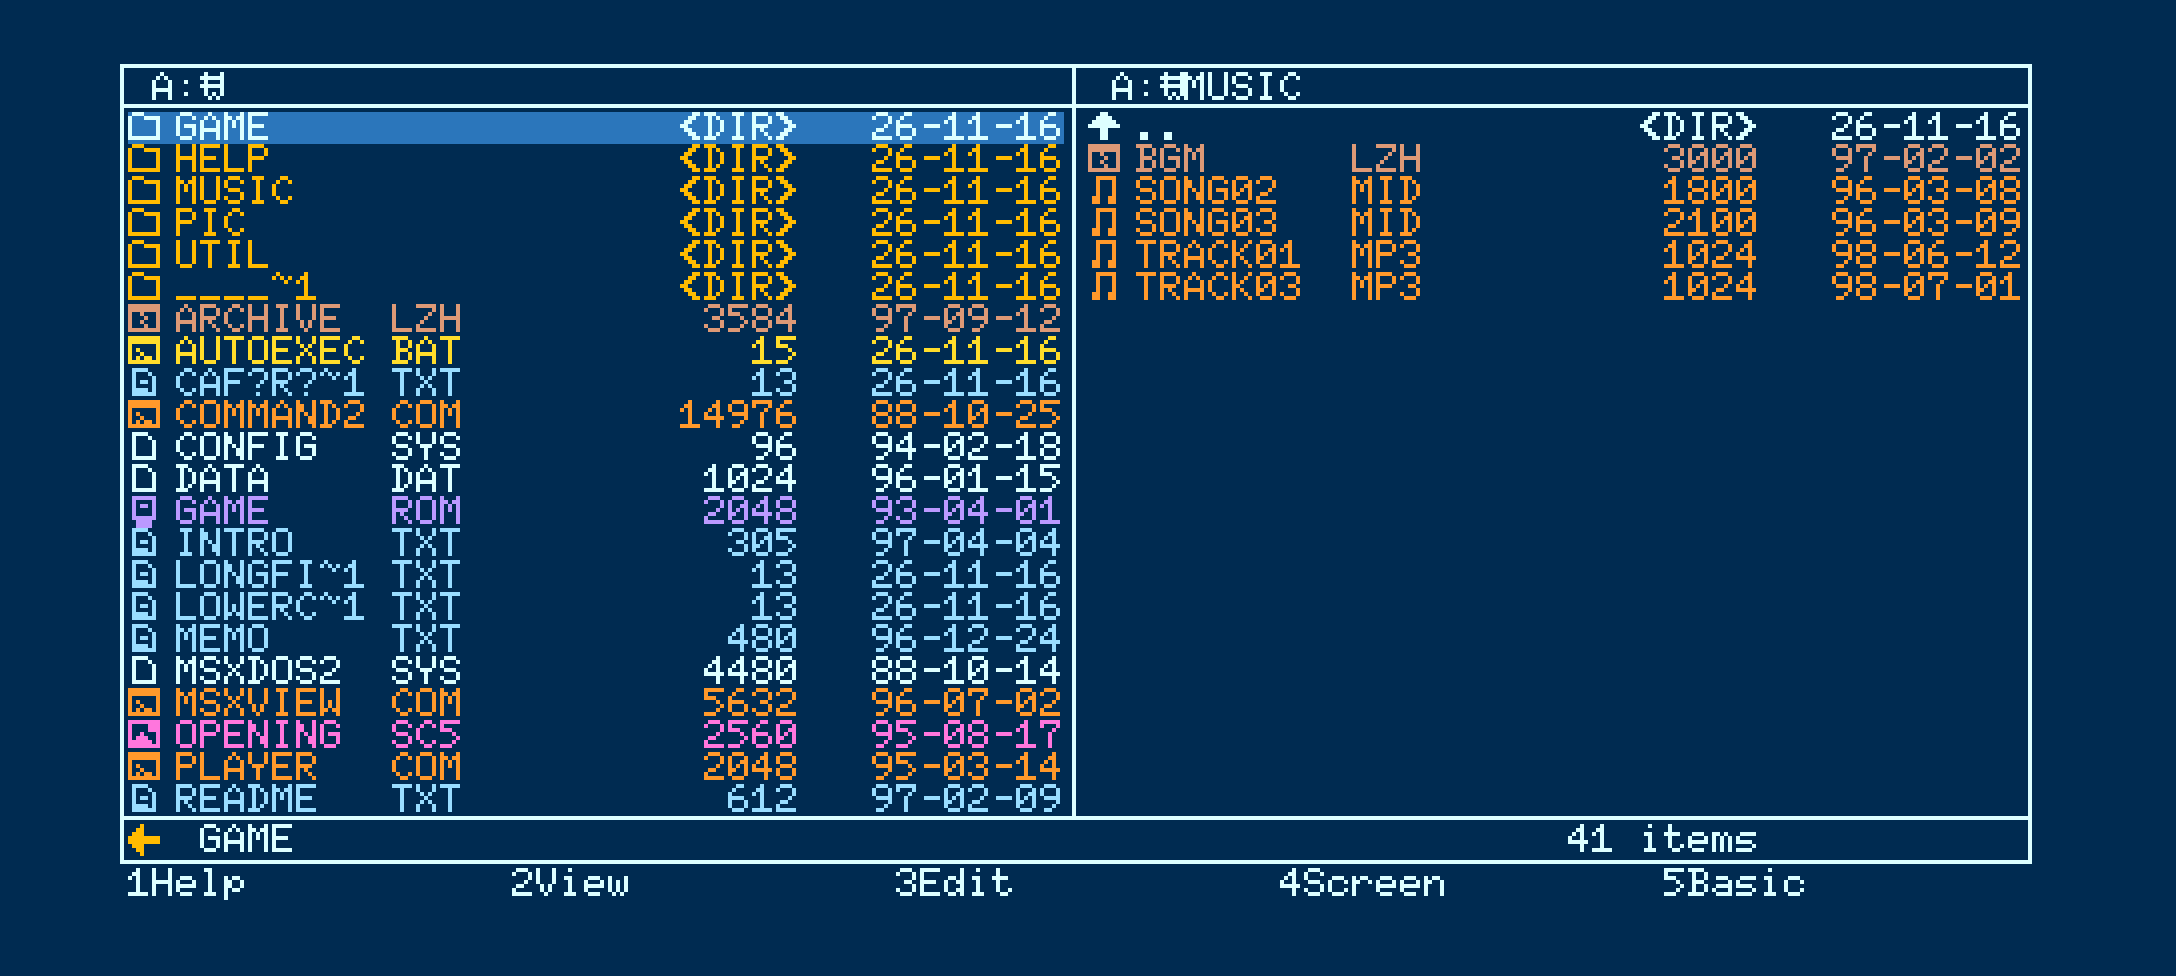 A:₩
GAME <DIR> 26-11-16
HELP <DIR> 26-11-16
MUSIC <DIR> 26-11-16
PIC <DIR> 26-11-16
UTIL <DIR> 26-11-16
____~1 <DIR> 26-11-16
ARCHIVE LZH 3584 97-09-12
AUTOEXEC BAT 15 26-11-16
CAF?R?~1 TXT 13 26-11-16
COMMAND2 COM 14976 88-10-25
CONFIG SYS 96 94-02-18
DATA DAT 1024 96-01-15
GAME ROM 2048 93-04-01
INTRO TXT 305 97-04-04
LONGFI~1 TXT 13 26-11-16
LOWERC~1 TXT 13 26-11-16
MEMO TXT 480 96-12-24
MSXDOS2 SYS 4480 88-10-14
MSXVIEW COM 5632 96-07-02
OPENING SC5 2560 95-08-17
PLAYER COM 2048 95-03-14
README TXT 612 97-02-09
A:₩MUSIC
.. <DIR> 26-11-16
BGM LZH 3000 97-02-02
SONG02 MID 1800 96-03-08
SONG03 MID 2100 96-03-09
TRACK01 MP3 1024 98-06-12
TRACK03 MP3 1024 98-07-01
GAME 41 items
1Help 2View 3Edit 4Screen 5Basic